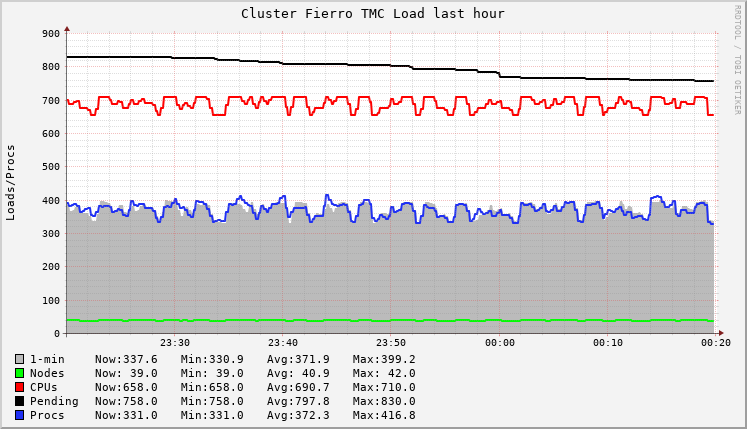 Cluster Fierro TMC Load last hour
RRDTOOL / TOBI OETIKER
Loads/Procs
900
800
700
600
500
400
300
200
100
0
23:30 23:40 23:50 00:00 00:10 00:20
1-min Now:337.6 Min:330.9 Avg:371.9 Max:399.2
Nodes Now: 39.0 Min: 39.0 Avg: 40.9 Max: 42.0
CPUs Now:658.0 Min:658.0 Avg:690.7 Max:710.0
Pending Now:758.0 Min:758.0 Avg:797.8 Max:830.0
Procs Now:331.0 Min:331.0 Avg:372.3 Max:416.8